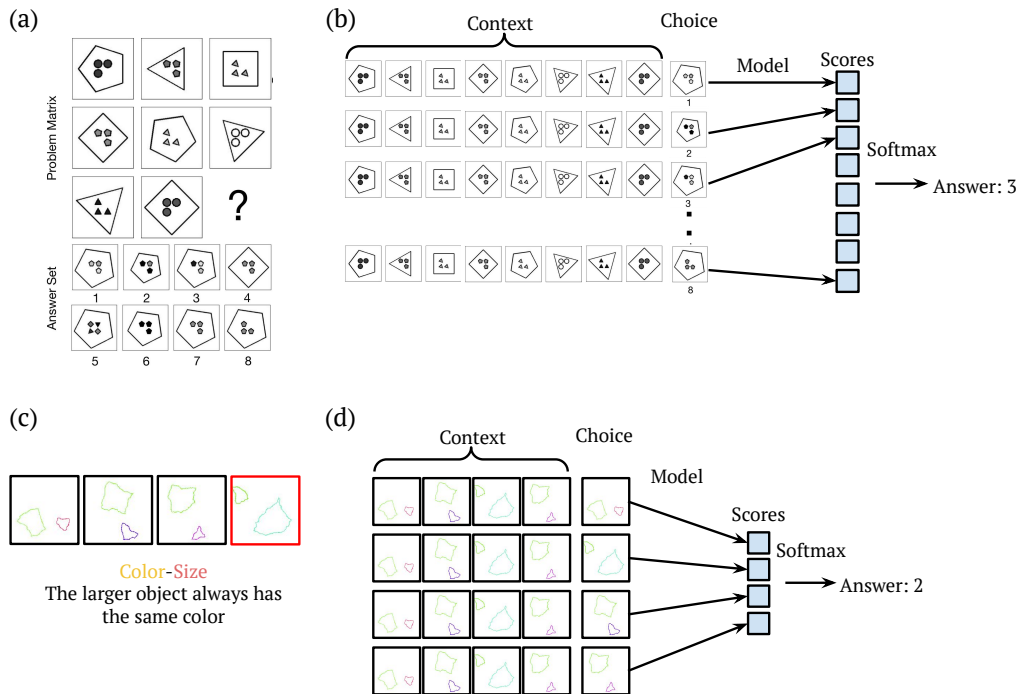 (a)
Problem Matrix
?
Answer Set
1 2 3 4
5 6 7 8
(b)
Context
Choice
Model
Scores
1
2
3
8
Softmax
Answer: 3
(c)
Color-Size
The larger object always has
the same color
(d)
Context
Choice
Model
Scores
Softmax
Answer: 2